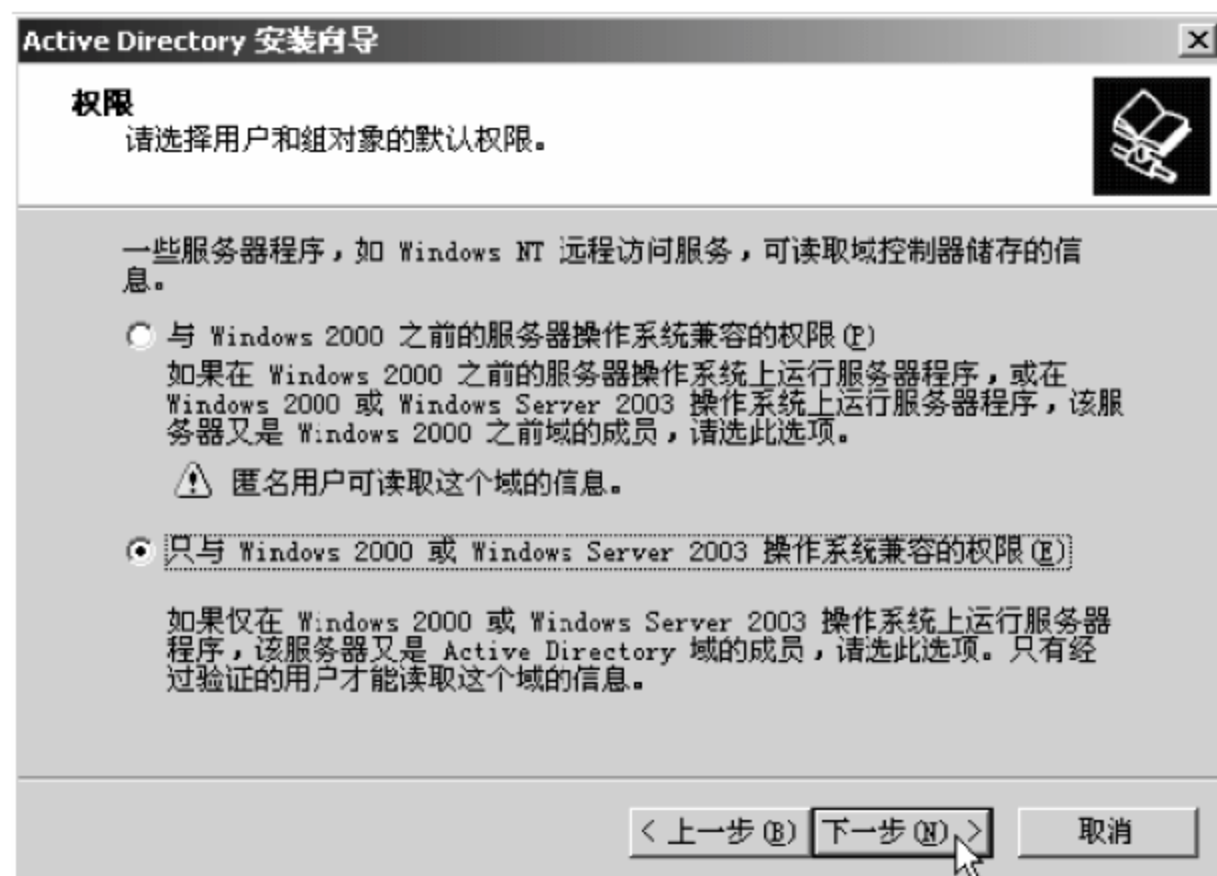 Active Directory 安装向导
权限
请选择用户和组对象的默认权限。
一些服务器程序，如 Windows NT 远程访问服务，可读取域控制器储存的信
息。
与 Windows 2000 之前的服务器操作系统兼容的权限(P)
如果在 Windows 2000 之前的服务器操作系统上运行服务器程序，或在
Windows 2000 或 Windows Server 2003 操作系统上运行服务器程序，该服
务器又是 Windows 2000 之前域的成员，请选此选项。
匿名用户可读取这个域的信息。
只与 Windows 2000 或 Windows Server 2003 操作系统兼容的权限(E)
如果仅在 Windows 2000 或 Windows Server 2003 操作系统上运行服务器
程序，该服务器又是 Active Directory 域的成员，请选此选项。只有经
过验证的用户才能读取这个域的信息。
< 上一步(B) 下一步(N) > 取消